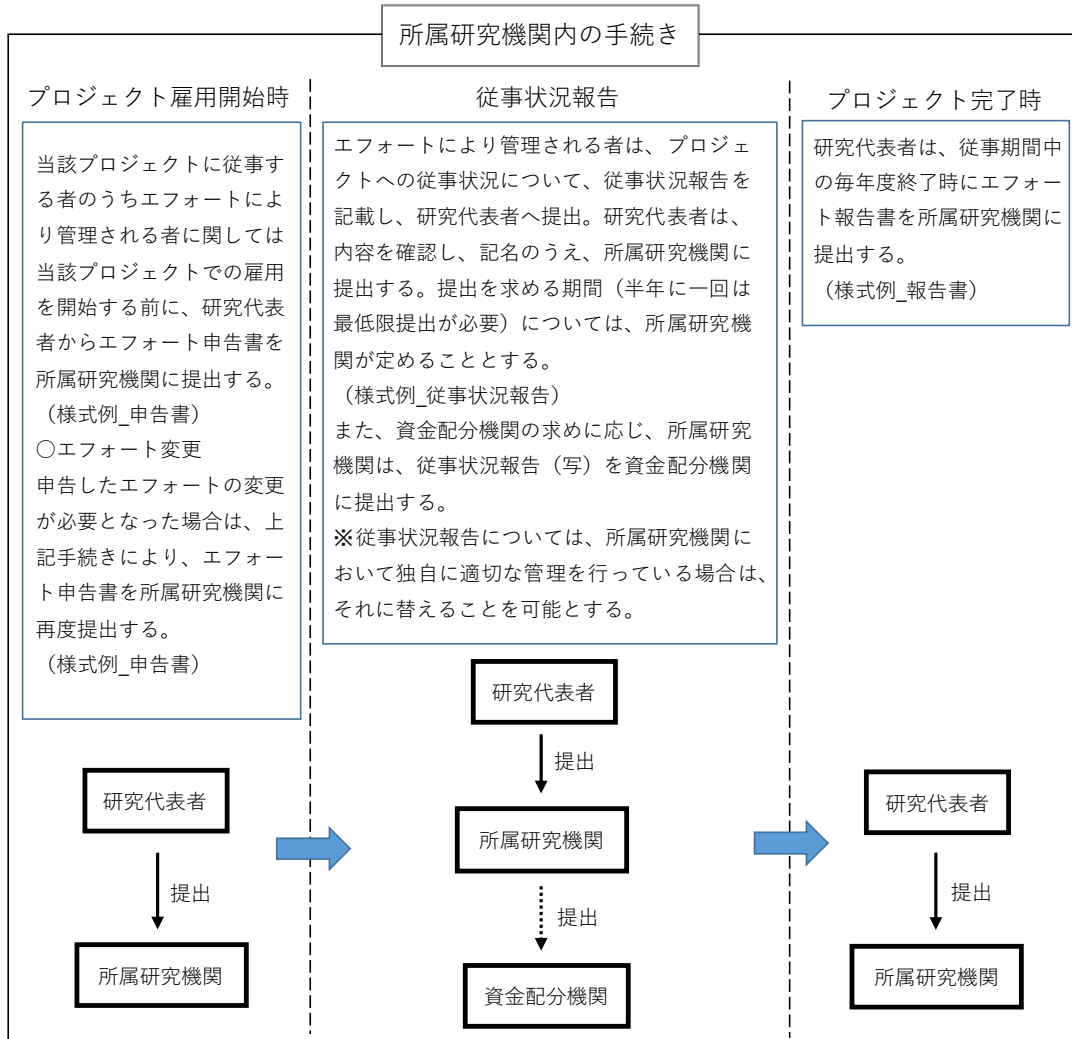 所属研究機関内の手続き
プロジェクト雇用開始時
当該プロジェクトに従事す
る者のうちエフォートによ
り管理される者に関しては
当該プロジェクトでの雇用
を開始する前に、研究代表
者からエフォート申告書を
所属研究機関に提出する。
（様式例_申告書）
○エフォート変更
申告したエフォートの変更
が必要となった場合は、上
記手続きにより、エフォー
ト申告書を所属研究機関に
再度提出する。
（様式例_申告書）
研究代表者
提出
所属研究機関
従事状況報告
エフォートにより管理される者は、プロジェ
クトへの従事状況について、従事状況報告を
記載し、研究代表者へ提出。研究代表者は、
内容を確認し、記名のうえ、所属研究機関に
提出する。提出を求める期間（半年に一回は
最低限提出が必要）については、所属研究機
関が定めることとする。
（様式例_従事状況報告）
また、資金配分機関の求めに応じ、所属研究
機関は、従事状況報告（写）を資金配分機関
に提出する。
※従事状況報告については、所属研究機関に
おいて独自に適切な管理を行っている場合は、
それに替えることを可能とする。
研究代表者
提出
所属研究機関
提出
資金配分機関
プロジェクト完了時
研究代表者は、従事期間中
の毎年度終了時にエフォー
ト報告書を所属研究機関に
提出する。
（様式例_報告書）
研究代表者
提出
所属研究機関